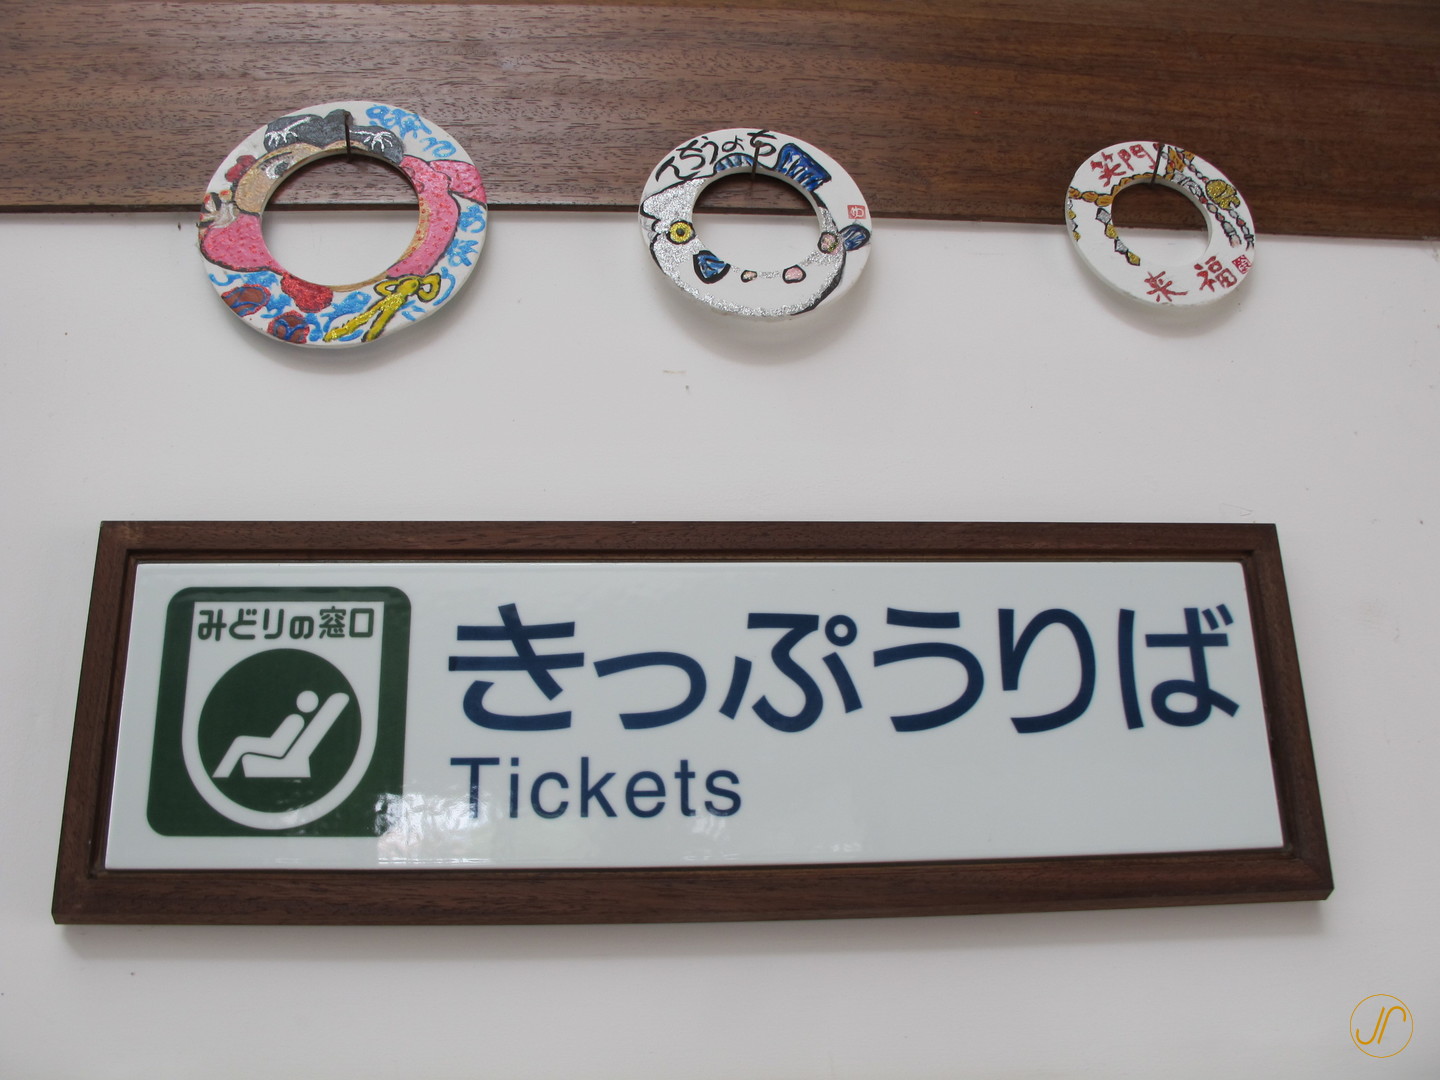 笑門
来福
みどりの窓口
きっぷうりば
Tickets